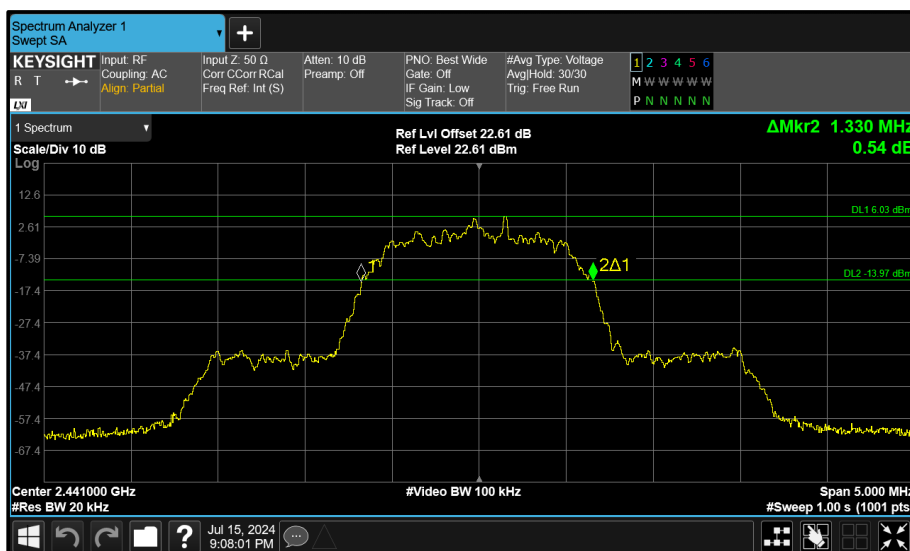 Spectrum Analyzer 1
Swept SA
+
KEYSIGHT
R T
LXI
Input: RF
Coupling: AC
Align: Partial
Input Z: 50 Ω
Corr CCorr RCal
Freq Ref: Int (S)
Atten: 10 dB
Preamp: Off
PNO: Best Wide
Gate: Off
IF Gain: Low
Sig Track: Off
#Avg Type: Voltage
Avg|Hold: 30/30
Trig: Free Run
1 2 3 4 5 6
M W W W W W
P N N N N N
1 Spectrum
Scale/Div 10 dB
Log
Ref Lvl Offset 22.61 dB
Ref Level 22.61 dBm
ΔMkr2 1.330 MHz
0.54 dB
12.6
2.61
-7.39
-17.4
-27.4
-37.4
-47.4
-57.4
-67.4
DL1 6.03 dBm
1
2Δ1
DL2 -13.97 dBm
Center 2.441000 GHz
#Res BW 20 kHz
#Video BW 100 kHz
Span 5.000 MHz
#Sweep 1.00 s (1001 pts
?
Jul 15, 2024
9:08:01 PM